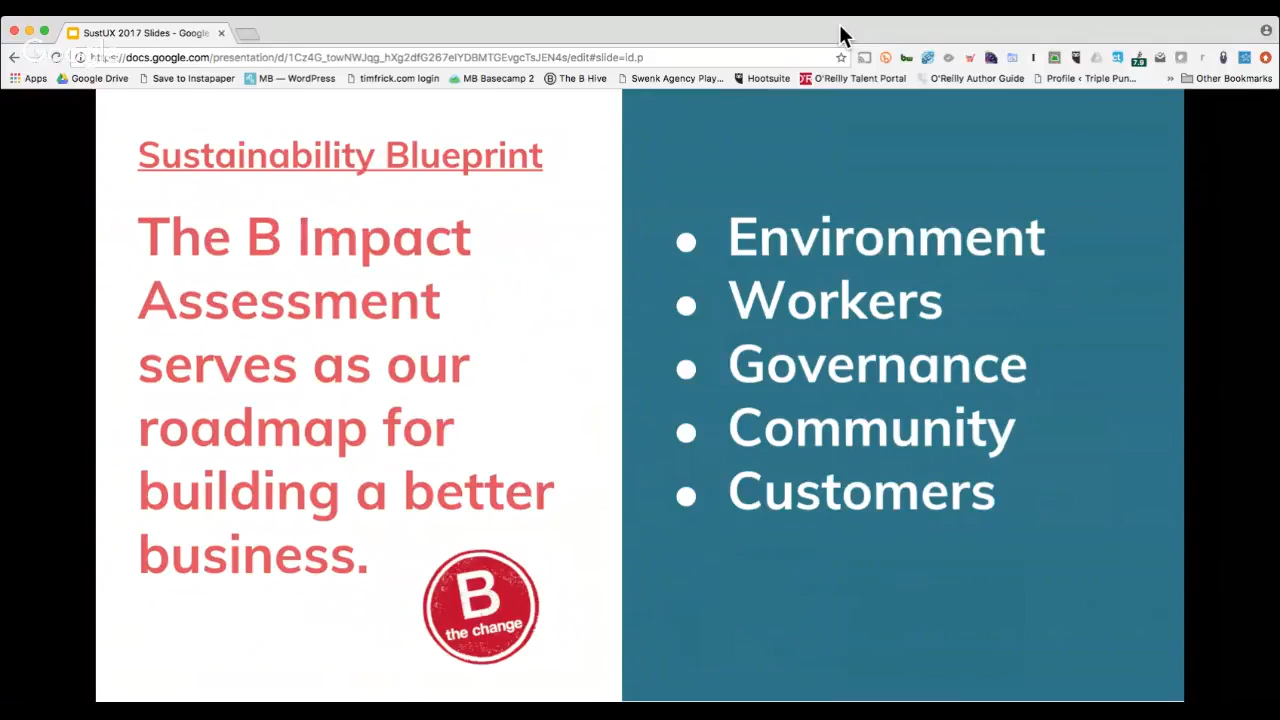 SustUX 2017 Slides - Google
https://docs.google.com/presentation/d/1Cz4G_towNWJqg_hXg2dfG267eIYDBMTGEvgcTsJEN4s/edit#slide=id.p
Apps Google Drive Save to Instapaper MB — WordPress timfrick.com login MB Basecamp 2 The B Hive Swenk Agency Play... Hootsuite O'Reilly Talent Portal O'Reilly Author Guide Profile ‹ Triple Pun... » Other Bookmarks
Sustainability Blueprint
The B Impact
Assessment
serves as our
roadmap for
building a better
business.
B
the change
• Environment
• Workers
• Governance
• Community
• Customers